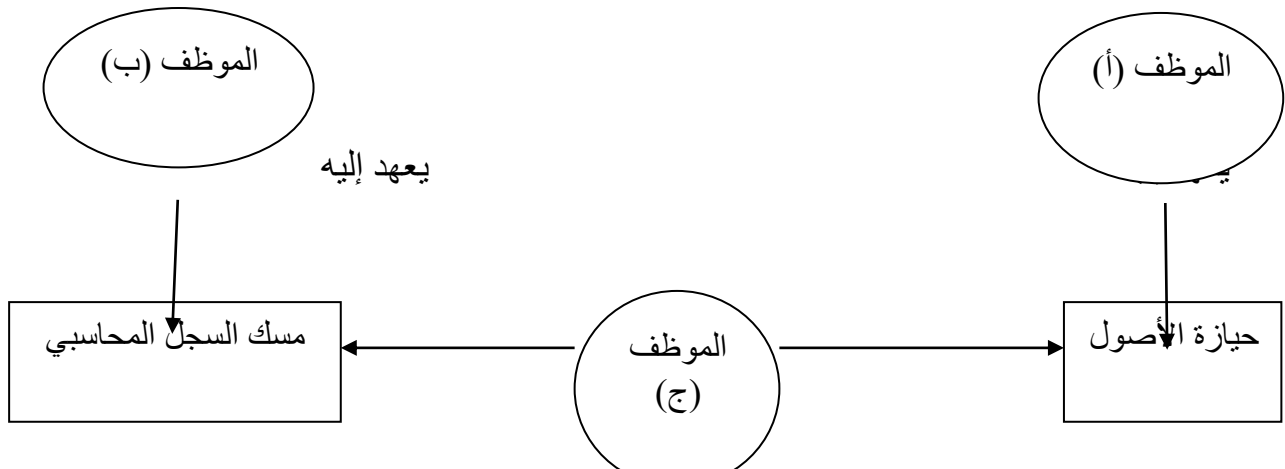 الموظف (أ)
الموظف (ب)
يعهد إليه
حيازة الأصول
الموظف
(ج)
مسك السجل المحاسبي